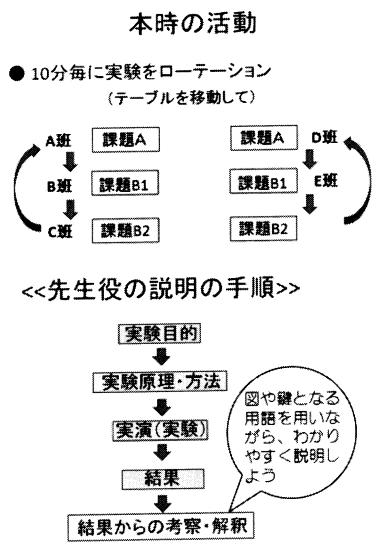 本時の活動
● 10分毎に実験をローテーション
(テーブルを移動して)
A班 課題A 課題A D班
B班 課題B1 課題B1 E班
C班 課題B2 課題B2
<<先生役の説明の手順>>
実験目的
実験原理・方法
実演(実験)
結果
結果からの考察・解釈
図や鍵となる
用語を用いな
がら、わかり
やすく説明し
よう